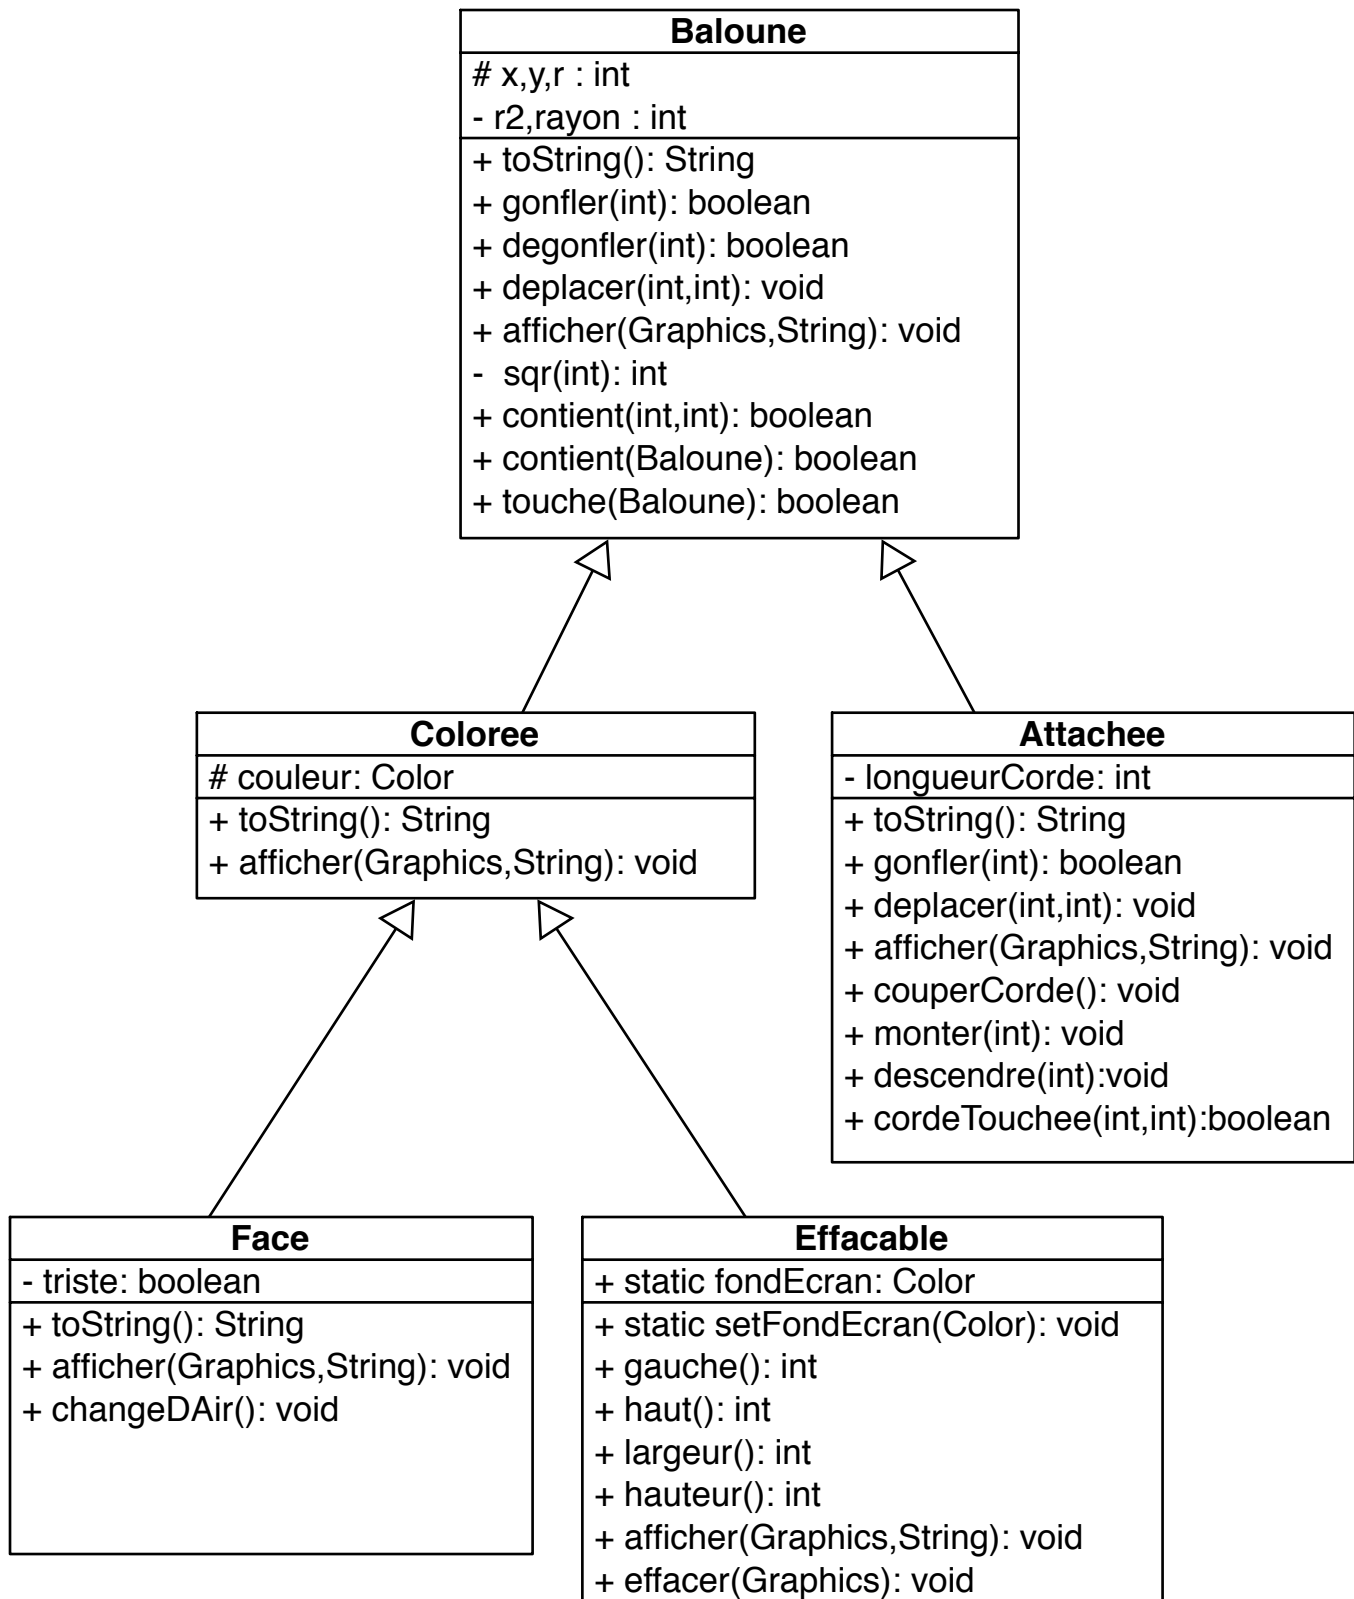 Baloune
# x,y,r : int
- r2,rayon : int
+ toString(): String
+ gonfler(int): boolean
+ degonfler(int): boolean
+ deplacer(int,int): void
+ afficher(Graphics,String): void
- sqr(int): int
+ contient(int,int): boolean
+ contient(Baloune): boolean
+ touche(Baloune): boolean
Coloree
# couleur: Color
+ toString(): String
+ afficher(Graphics,String): void
Attachee
- longueurCorde: int
+ toString(): String
+ gonfler(int): boolean
+ deplacer(int,int): void
+ afficher(Graphics,String): void
+ couperCorde(): void
+ monter(int): void
+ descendre(int):void
+ cordeTouchee(int,int):boolean
Face
- triste: boolean
+ toString(): String
+ afficher(Graphics,String): void
+ changeDAir(): void
Effacable
+ static fondEcran: Color
+ static setFondEcran(Color): void
+ gauche(): int
+ haut(): int
+ largeur(): int
+ hauteur(): int
+ afficher(Graphics,String): void
+ effacer(Graphics): void